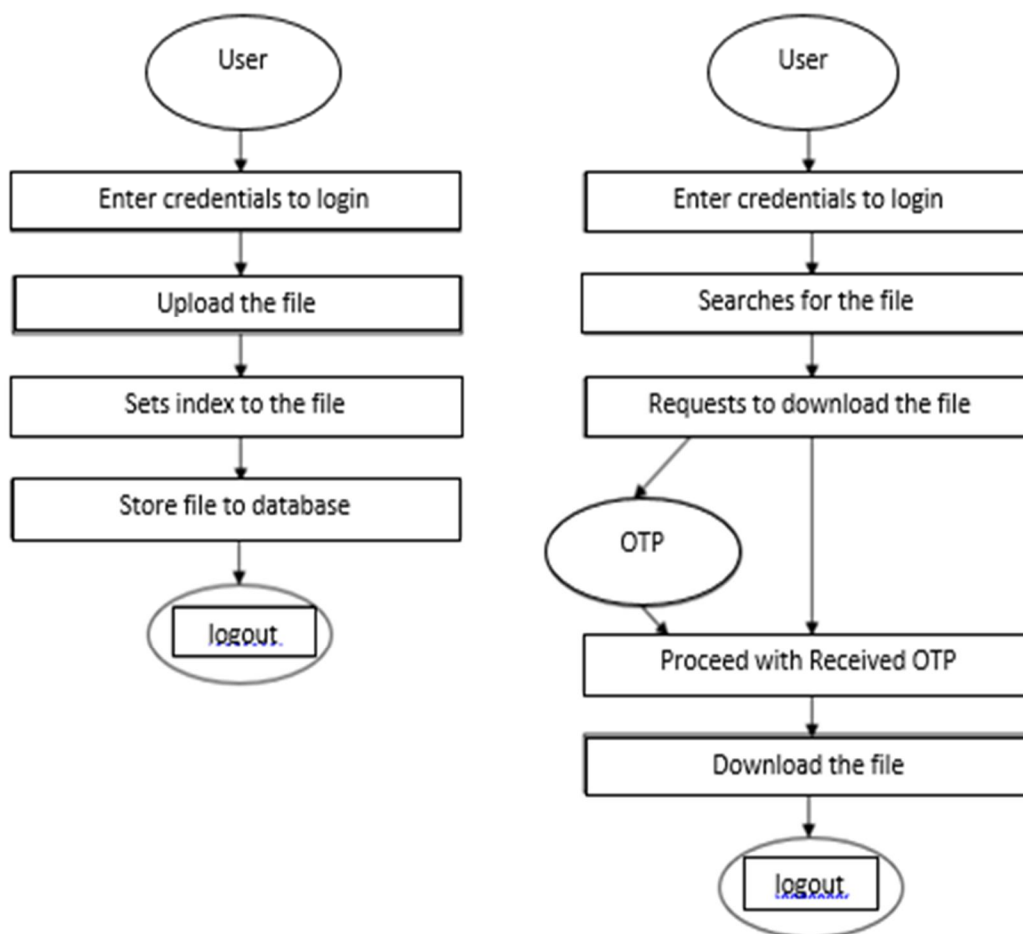 User
Enter credentials to login
Upload the file
Sets index to the file
Store file to database
logout
User
Enter credentials to login
Searches for the file
Requests to download the file
OTP
Proceed with Received OTP
Download the file
logout